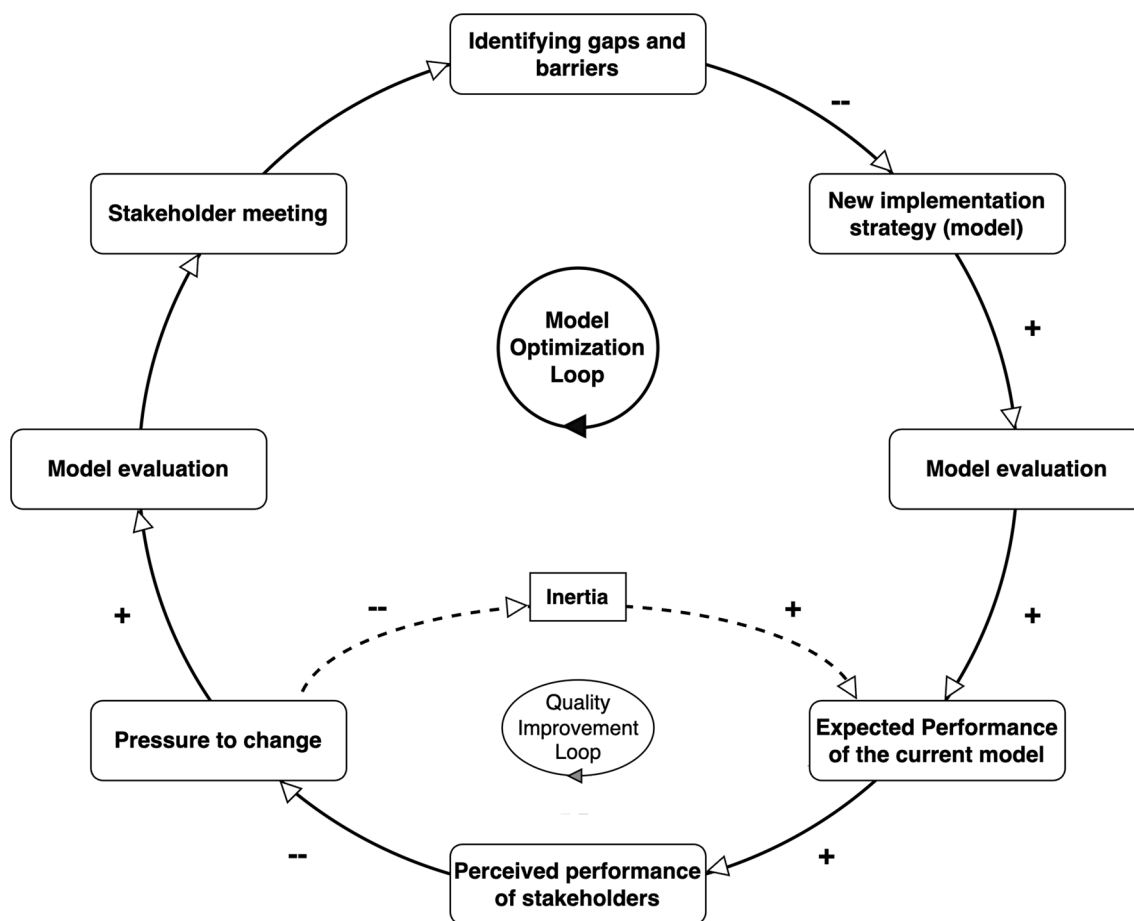 Identifying gaps and
barriers
--
Stakeholder meeting
New implementation
strategy (model)
Model
Optimization
Loop
+
Model evaluation
Model evaluation
Inertia
--
+
+
+
Pressure to change
Quality
Improvement
Loop
Expected Performance
of the current model
--
+
Perceived performance
of stakeholders